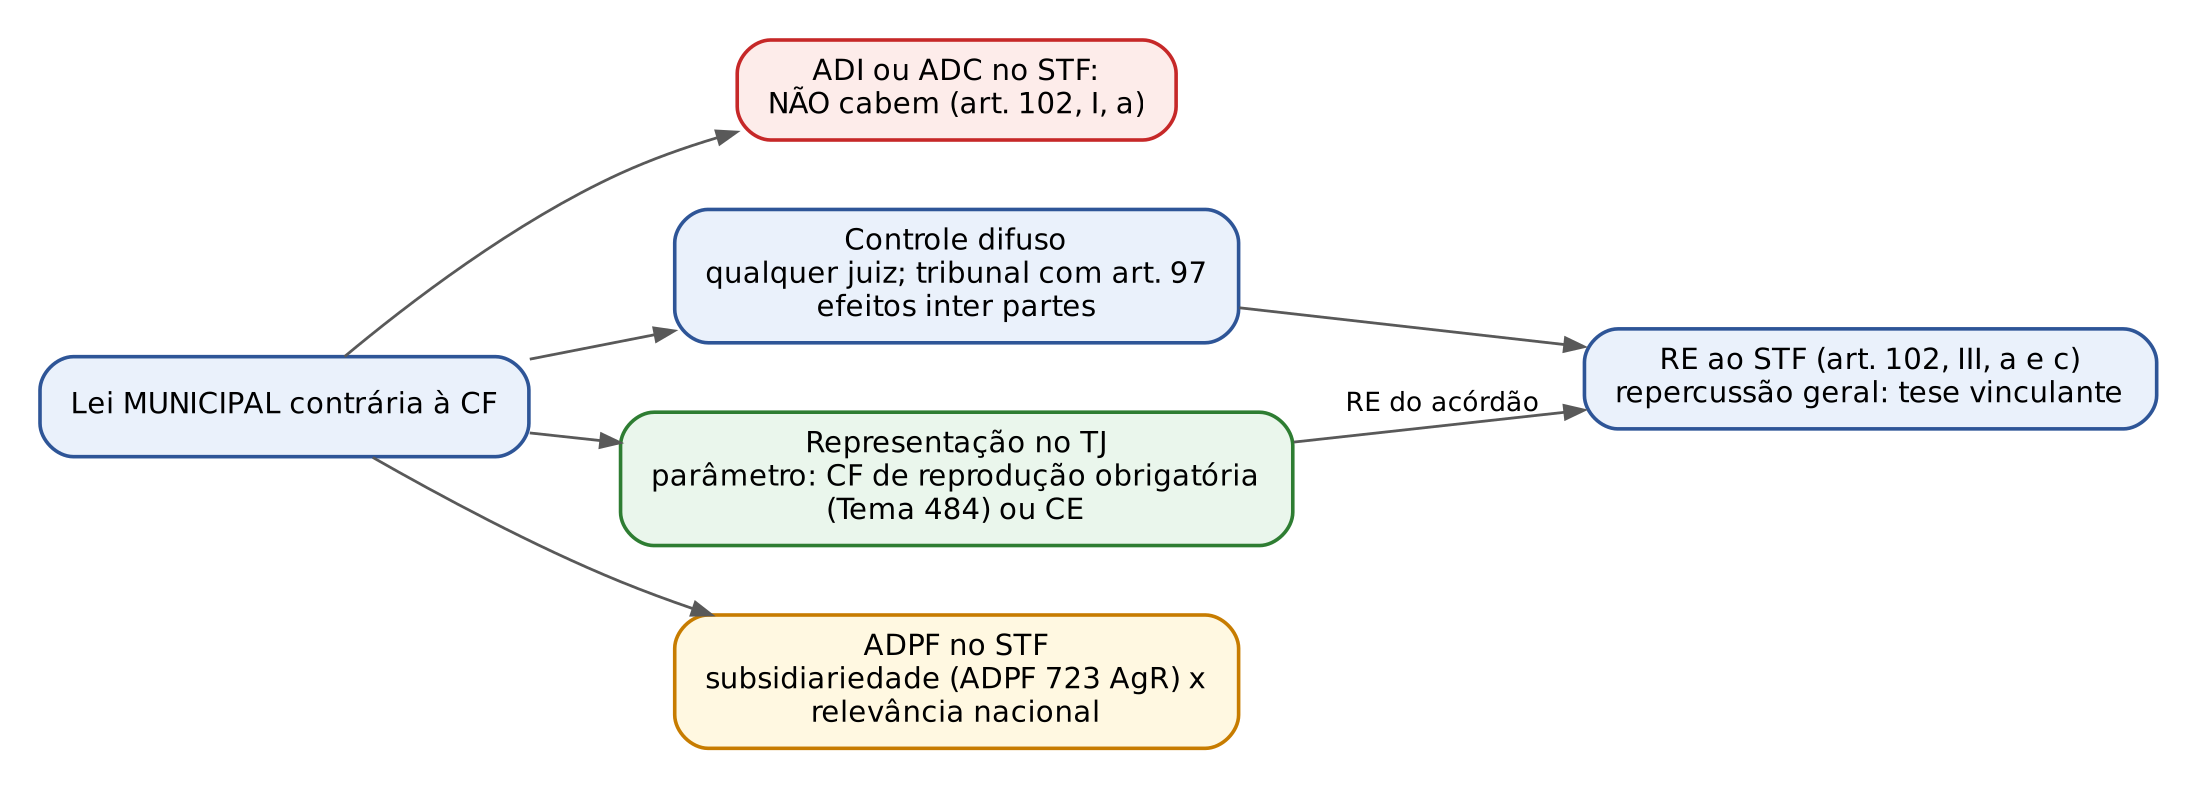 ADI ou ADC no STF:
NÃO cabem (art. 102, I, a)
Controle difuso
qualquer juiz; tribunal com art. 97
efeitos inter partes
Lei MUNICIPAL contrária à CF
RE ao STF (art. 102, III, a e c)
repercussão geral: tese vinculante
RE do acórdão
Representação no TJ
parâmetro: CF de reprodução obrigatória
(Tema 484) ou CE
ADPF no STF
subsidiariedade (ADPF 723 AgR) x
relevância nacional